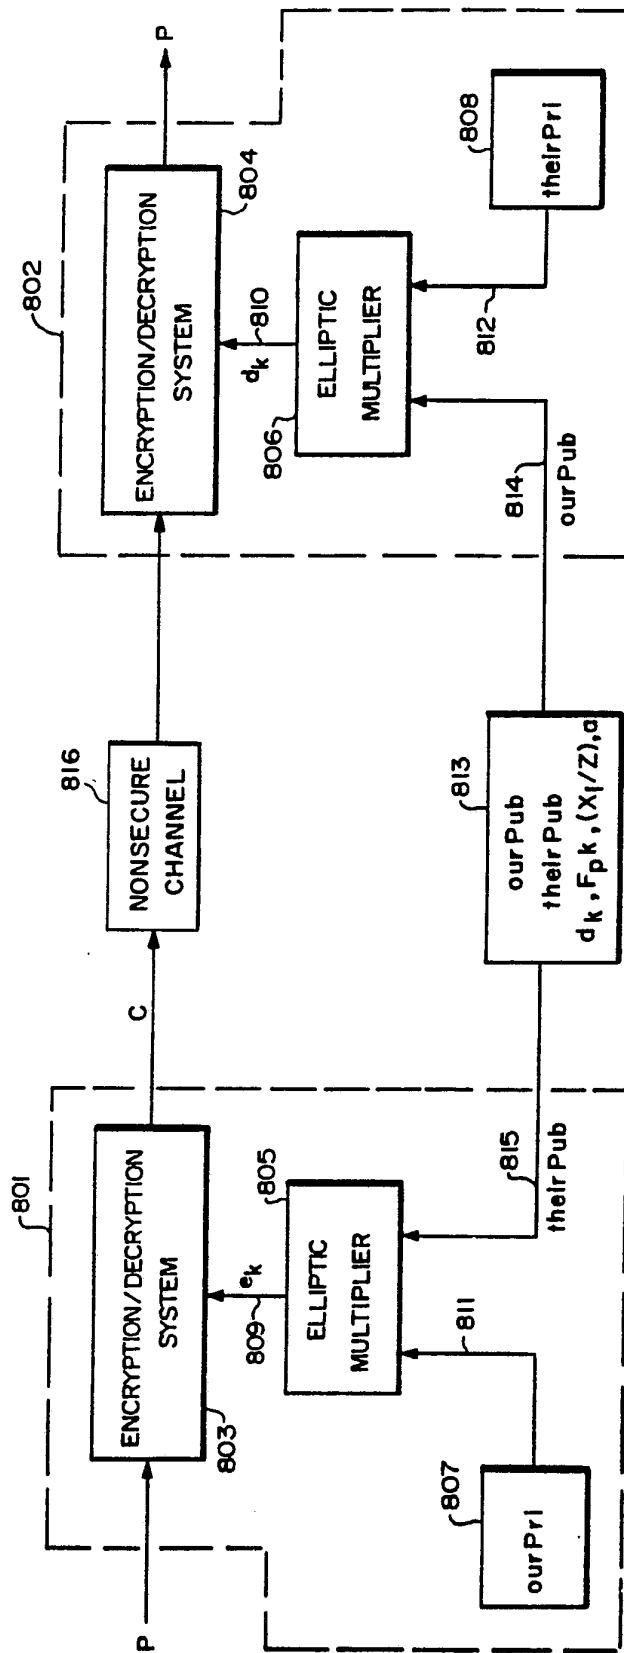 801
P
ENCRYPTION/DECRYPTION
SYSTEM
803
e_k
809
ELLIPTIC
MULTIPLIER
805
811
815
theirPub
807
ourPri
C
816
NONSECURE
CHANNEL
813
ourPub
theirPub
d_k, F_pk, (X_1/Z), a
802
ENCRYPTION/DECRYPTION
SYSTEM
804
P
d_k
810
806
ELLIPTIC
MULTIPLIER
814
ourPub
812
808
theirPri